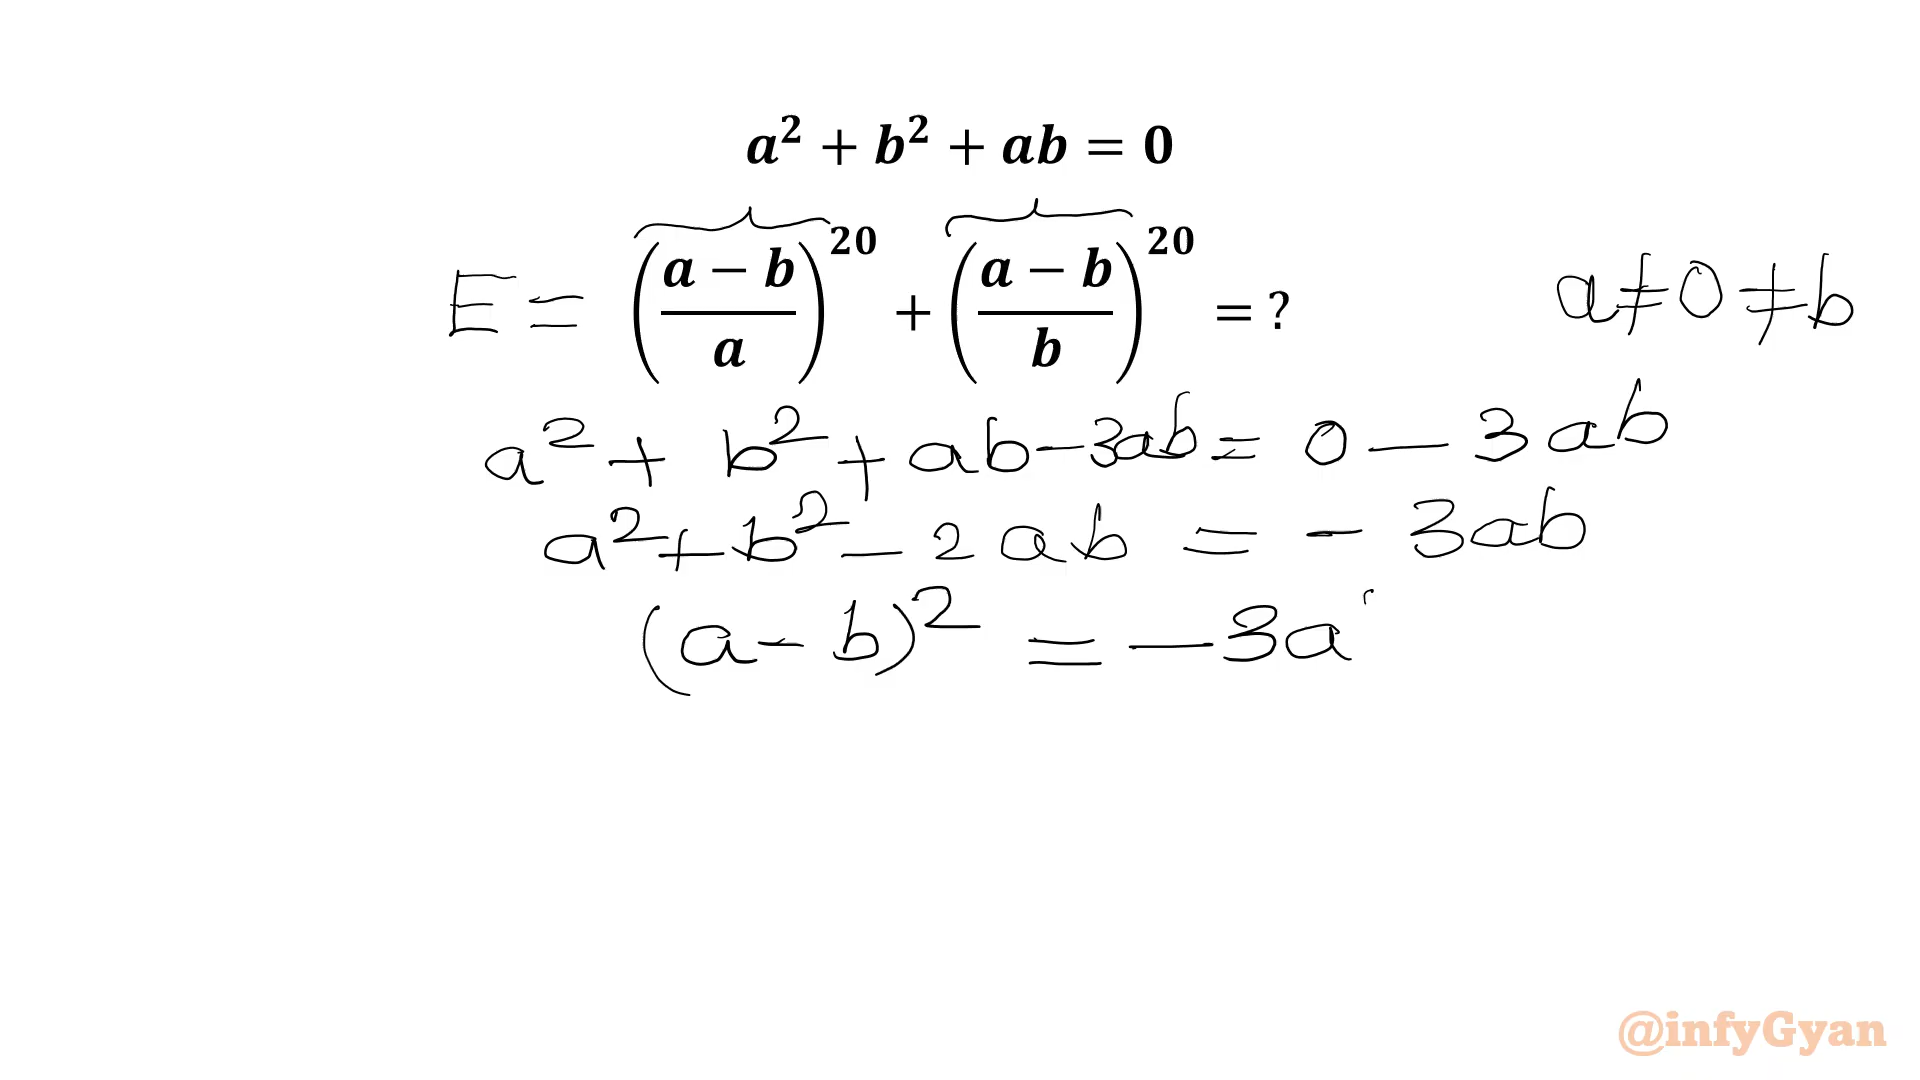 a² + b² + ab = 0
E = ((a − b)/a)²⁰ + ((a − b)/b)²⁰ = ?
a ≠ 0 ≠ b
a² + b² + ab − 3ab = 0 − 3ab
a² + b² − 2ab = − 3ab
(a − b)² = − 3a
@infyGyan